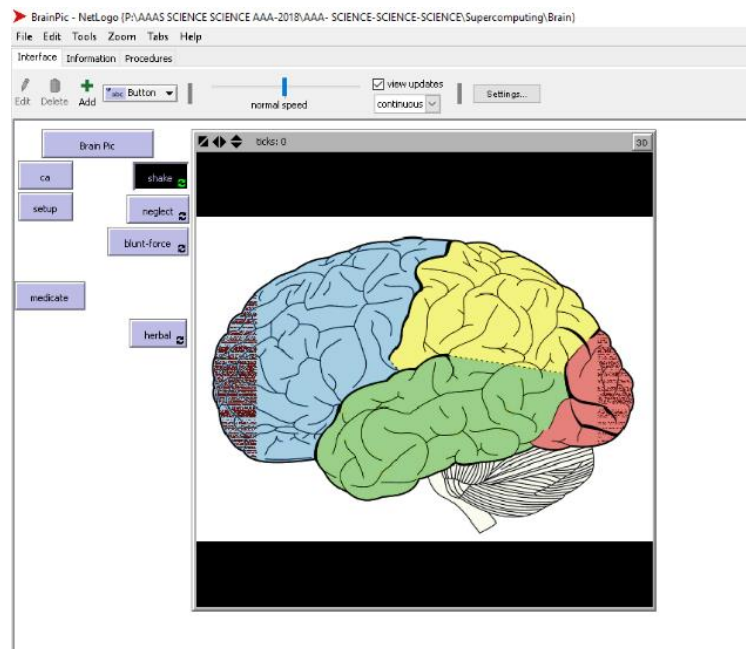 BrainPic - NetLogo {P:\AAAS SCIENCE SCIENCE AAA-2018\AAA- SCIENCE-SCIENCE-SCIENCE\Supercomputing\Brain}
File Edit Tools Zoom Tabs Help
Interface Information Procedures
Edit Delete Add abc Button normal speed view updates continuous Settings...
Brain Pic
ticks: 0 3D
ca shake
setup neglect
blunt-force
medicate
herbal